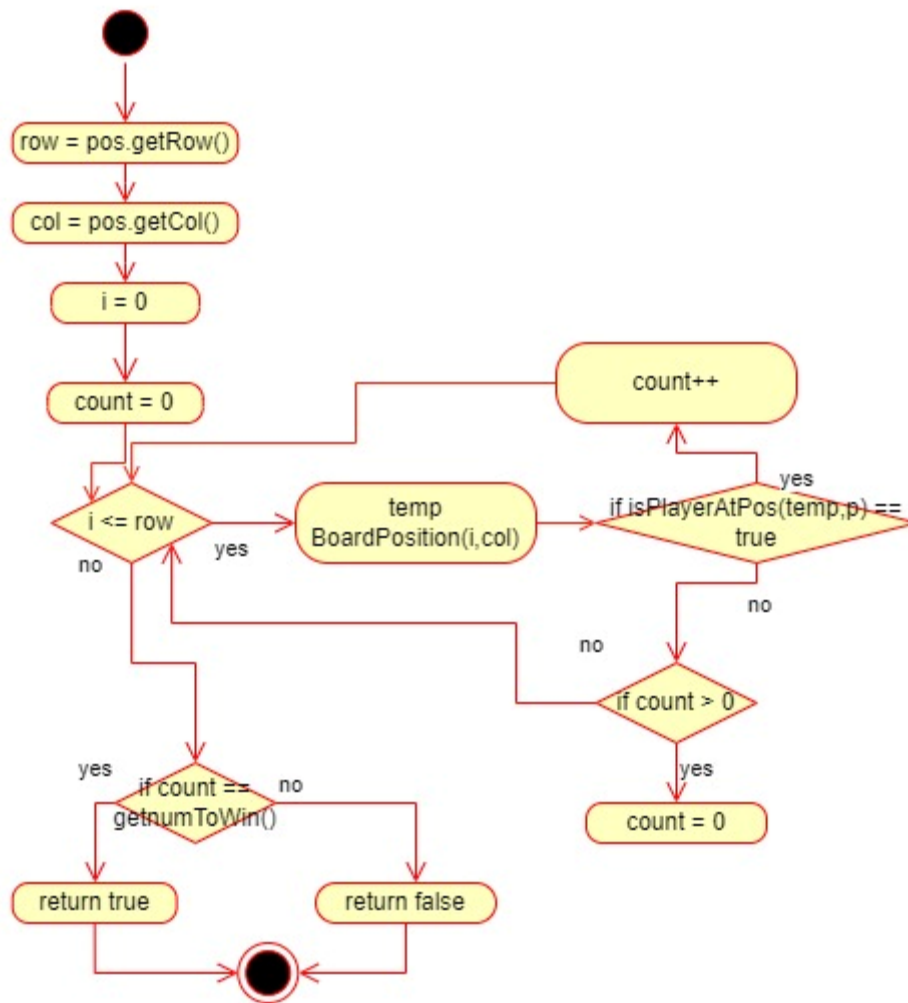 row = pos.getRow()
col = pos.getCol()
i = 0
count = 0
count++
i <= row
yes
no
temp
BoardPosition(i,col)
yes
if isPlayerAtPos(temp,p) ==
true
no
no
if count > 0
yes
count = 0
yes
if count ==
getnumToWin()
no
return true
return false